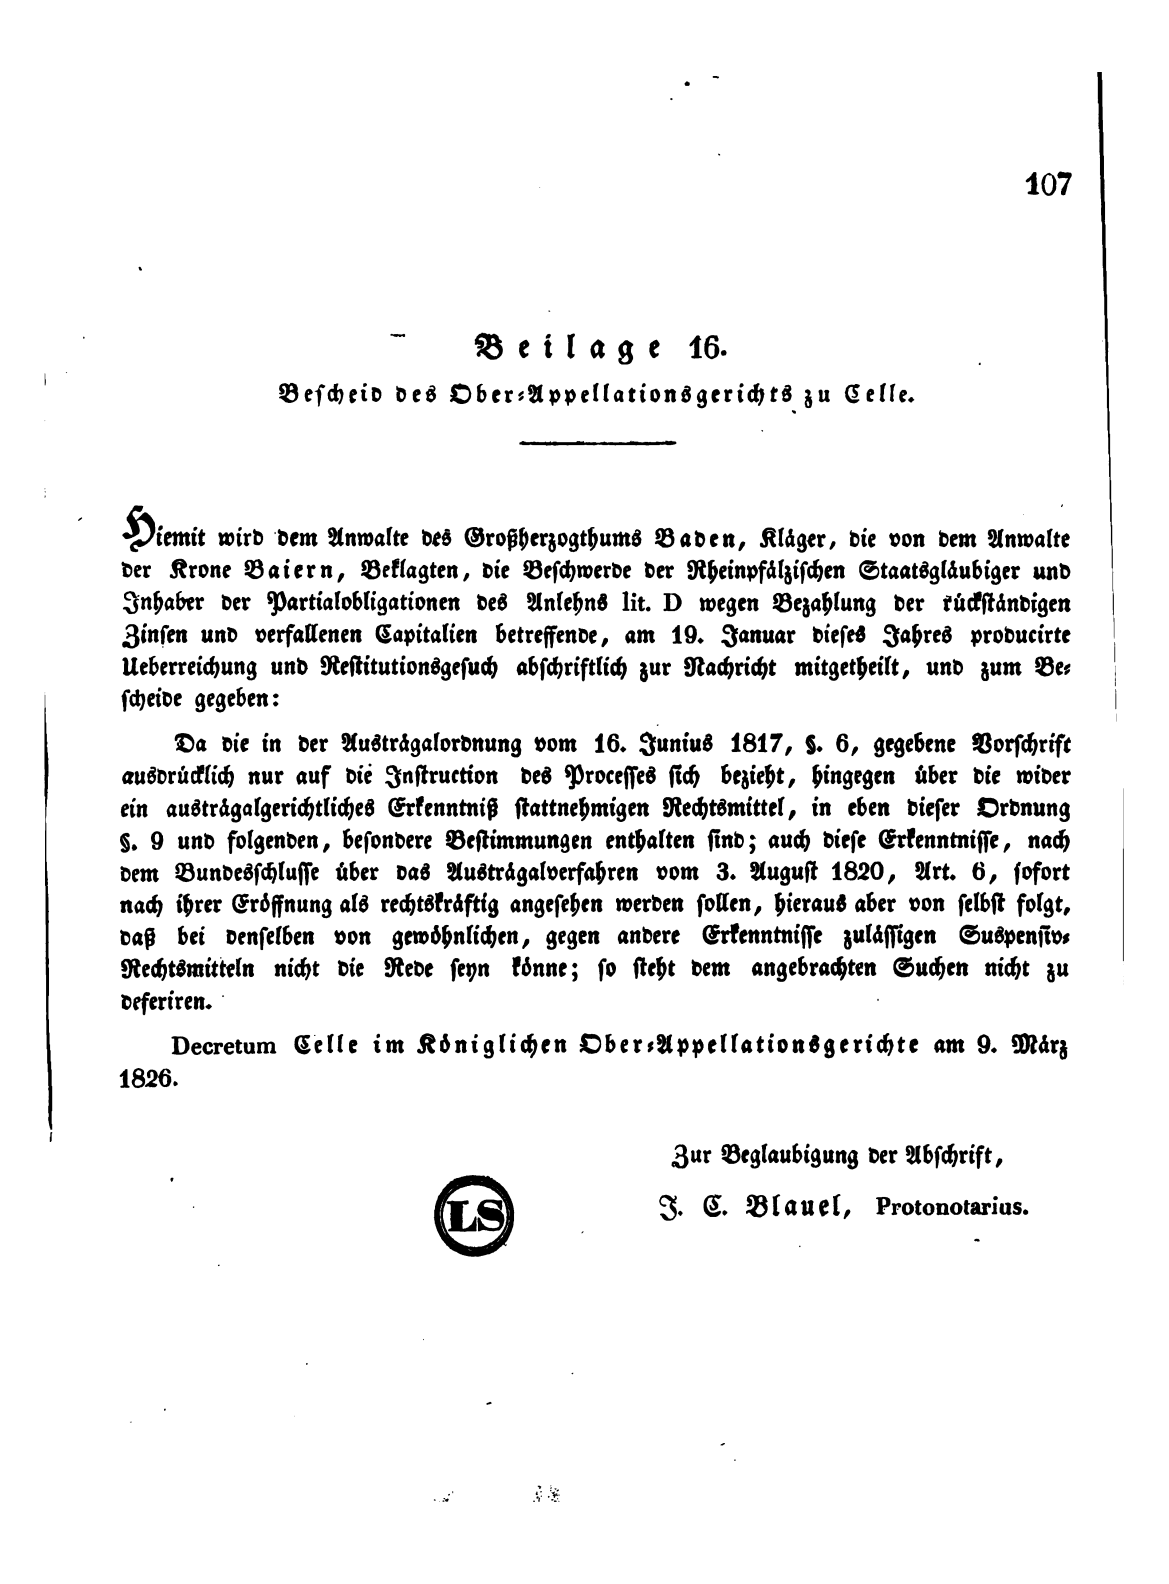 107
Beilage 16.
Bescheid des Ober-Appellationsgerichts zu Celle.
Hiemit wird dem Anwalte des Großherzogthums Baden, Kläger, die von dem Anwalte
der Krone Baiern, Beklagten, die Beschwerde der Rheinpfälzischen Staatsgläubiger und
Inhaber der Partialobligationen des Anlehns lit. D wegen Bezahlung der rückständigen
Zinsen und verfallenen Capitalien betreffende, am 19. Januar dieses Jahres producirte
Ueberreichung und Restitutionsgesuch abschriftlich zur Nachricht mitgetheilt, und zum Be-
scheide gegeben:
Da die in der Austrägalordnung vom 16. Junius 1817, §. 6, gegebene Vorschrift
ausdrücklich nur auf die Instruction des Processes sich bezieht, hingegen über die wider
ein austrägalgerichtliches Erkenntniß stattnehmigen Rechtsmittel, in eben dieser Ordnung
§. 9 und folgenden, besondere Bestimmungen enthalten sind; auch diese Erkenntnisse, nach
dem Bundesschlusse über das Austrägalverfahren vom 3. August 1820, Art. 6, sofort
nach ihrer Eröffnung als rechtskräftig angesehen werden sollen, hieraus aber von selbst folgt,
daß bei denselben von gewöhnlichen, gegen andere Erkenntnisse zulässigen Suspensiv-
Rechtsmitteln nicht die Rede seyn könne; so steht dem angebrachten Suchen nicht zu
deferiren.
Decretum Celle im Königlichen Ober-Appellationsgerichte am 9. März
1826.
Zur Beglaubigung der Abschrift,
LS
J. C. Blauel, Protonotarius.